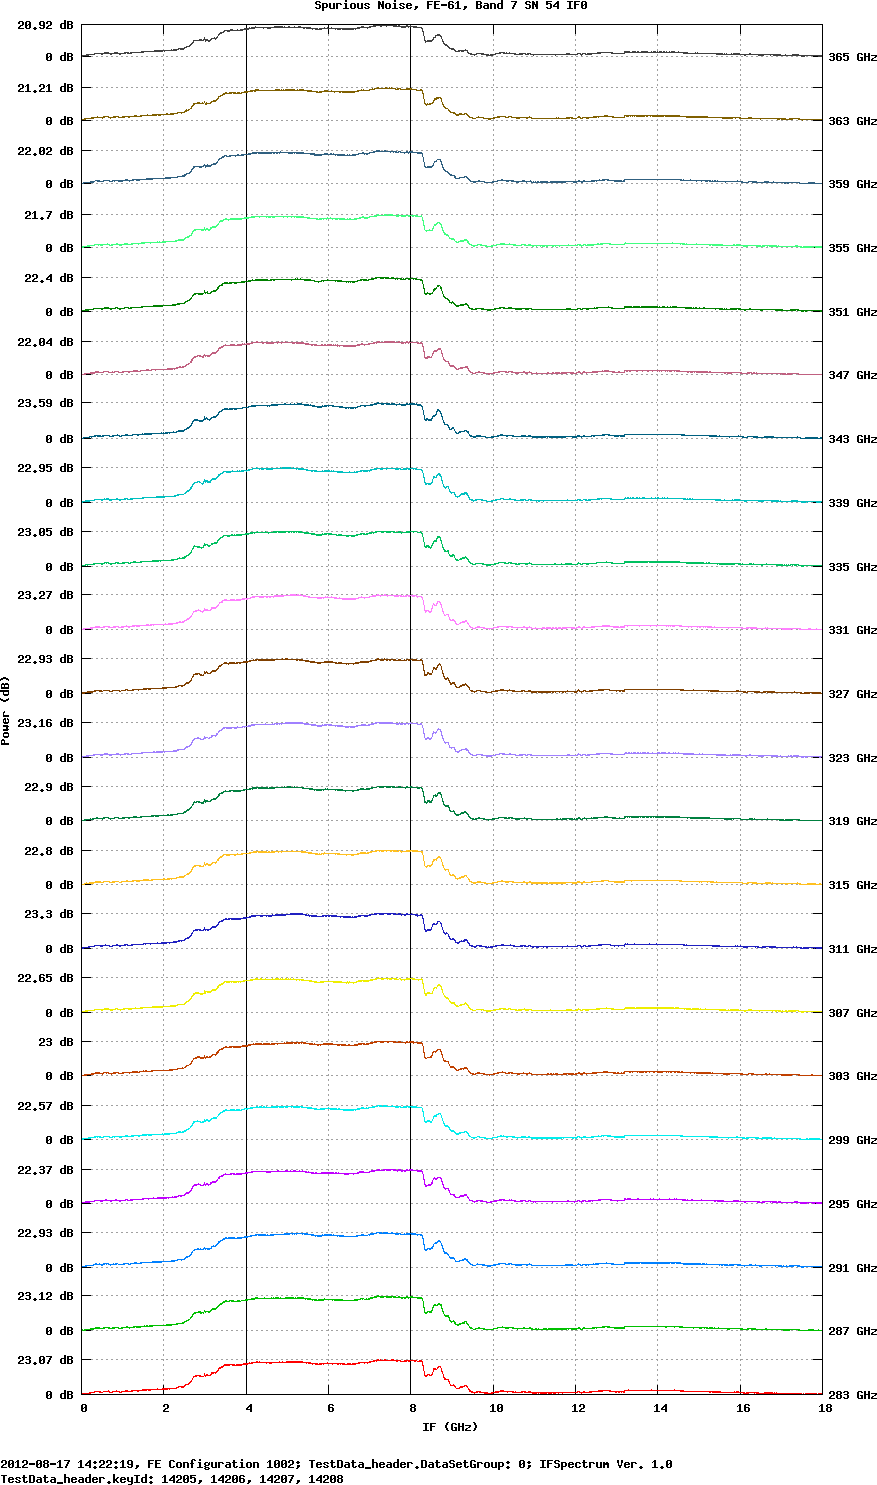 Spurious Noise, FE-61, Band 7 SN 54 IF0
20.92 dB
0 dB
365 GHz
21.21 dB
0 dB
363 GHz
22.02 dB
0 dB
359 GHz
21.7 dB
0 dB
355 GHz
22.4 dB
0 dB
351 GHz
22.04 dB
0 dB
347 GHz
23.59 dB
0 dB
343 GHz
22.95 dB
0 dB
339 GHz
23.05 dB
0 dB
335 GHz
23.27 dB
0 dB
331 GHz
22.93 dB
0 dB
327 GHz
Power (dB)
23.16 dB
0 dB
323 GHz
22.9 dB
0 dB
319 GHz
22.8 dB
0 dB
315 GHz
23.3 dB
0 dB
311 GHz
22.65 dB
0 dB
307 GHz
23 dB
0 dB
303 GHz
22.57 dB
0 dB
299 GHz
22.37 dB
0 dB
295 GHz
22.93 dB
0 dB
291 GHz
23.12 dB
0 dB
287 GHz
23.07 dB
0 dB
283 GHz
0 2 4 6 8 10 12 14 16 18
IF (GHz)
2012-08-17 14:22:19, FE Configuration 1002; TestData_header.DataSetGroup: 0; IFSpectrum Ver. 1.0
TestData_header.keyId: 14205, 14206, 14207, 14208